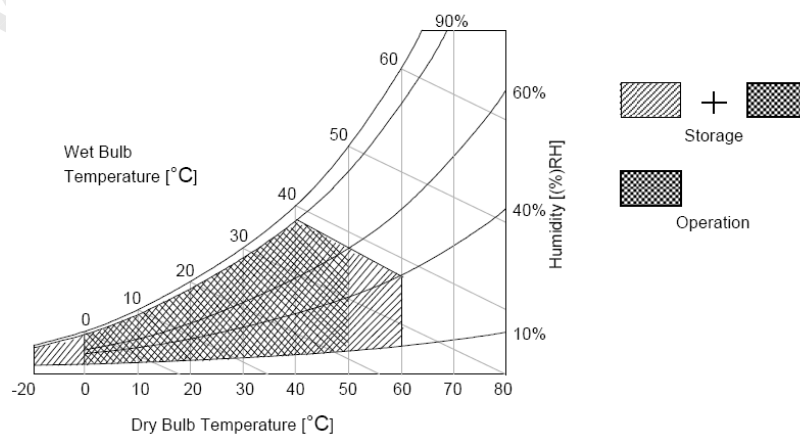 90%
60
60%
50
Wet Bulb
Temperature [°C]
40
40%
30
20
10
0
10%
Humidity [(%)RH]
-20 0 10 20 30 40 50 60 70 80
Dry Bulb Temperature [°C]
+
Storage
Operation